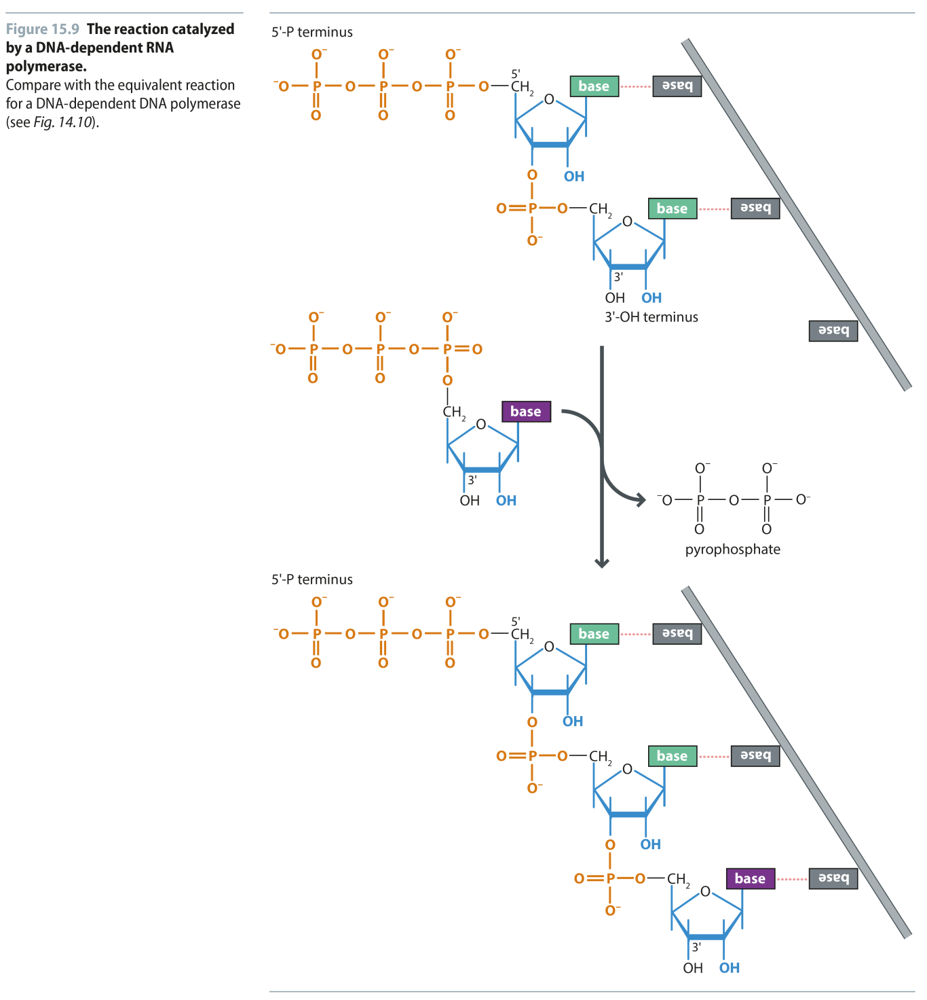 Figure 15.9 The reaction catalyzed
by a DNA-dependent RNA
polymerase.
Compare with the equivalent reaction
for a DNA-dependent DNA polymerase
(see Fig. 14.10).
5'-P terminus
O⁻ O⁻ O⁻
⁻O P O P O P O 5' CH₂ base base
O O O O
O OH
O P O CH₂ base base
O
O⁻
3'
OH OH
3'-OH terminus
O⁻ O⁻ O⁻
base
⁻O P O P O P O
O O O
CH₂ base
O
3'
OH OH
O⁻ O⁻
⁻O P O P O⁻
O O
pyrophosphate
5'-P terminus
O⁻ O⁻ O⁻
⁻O P O P O P O 5' CH₂ base base
O O O O
O OH
O P O CH₂ base base
O
O⁻
O OH
O P O CH₂ base base
O
O⁻
3'
OH OH